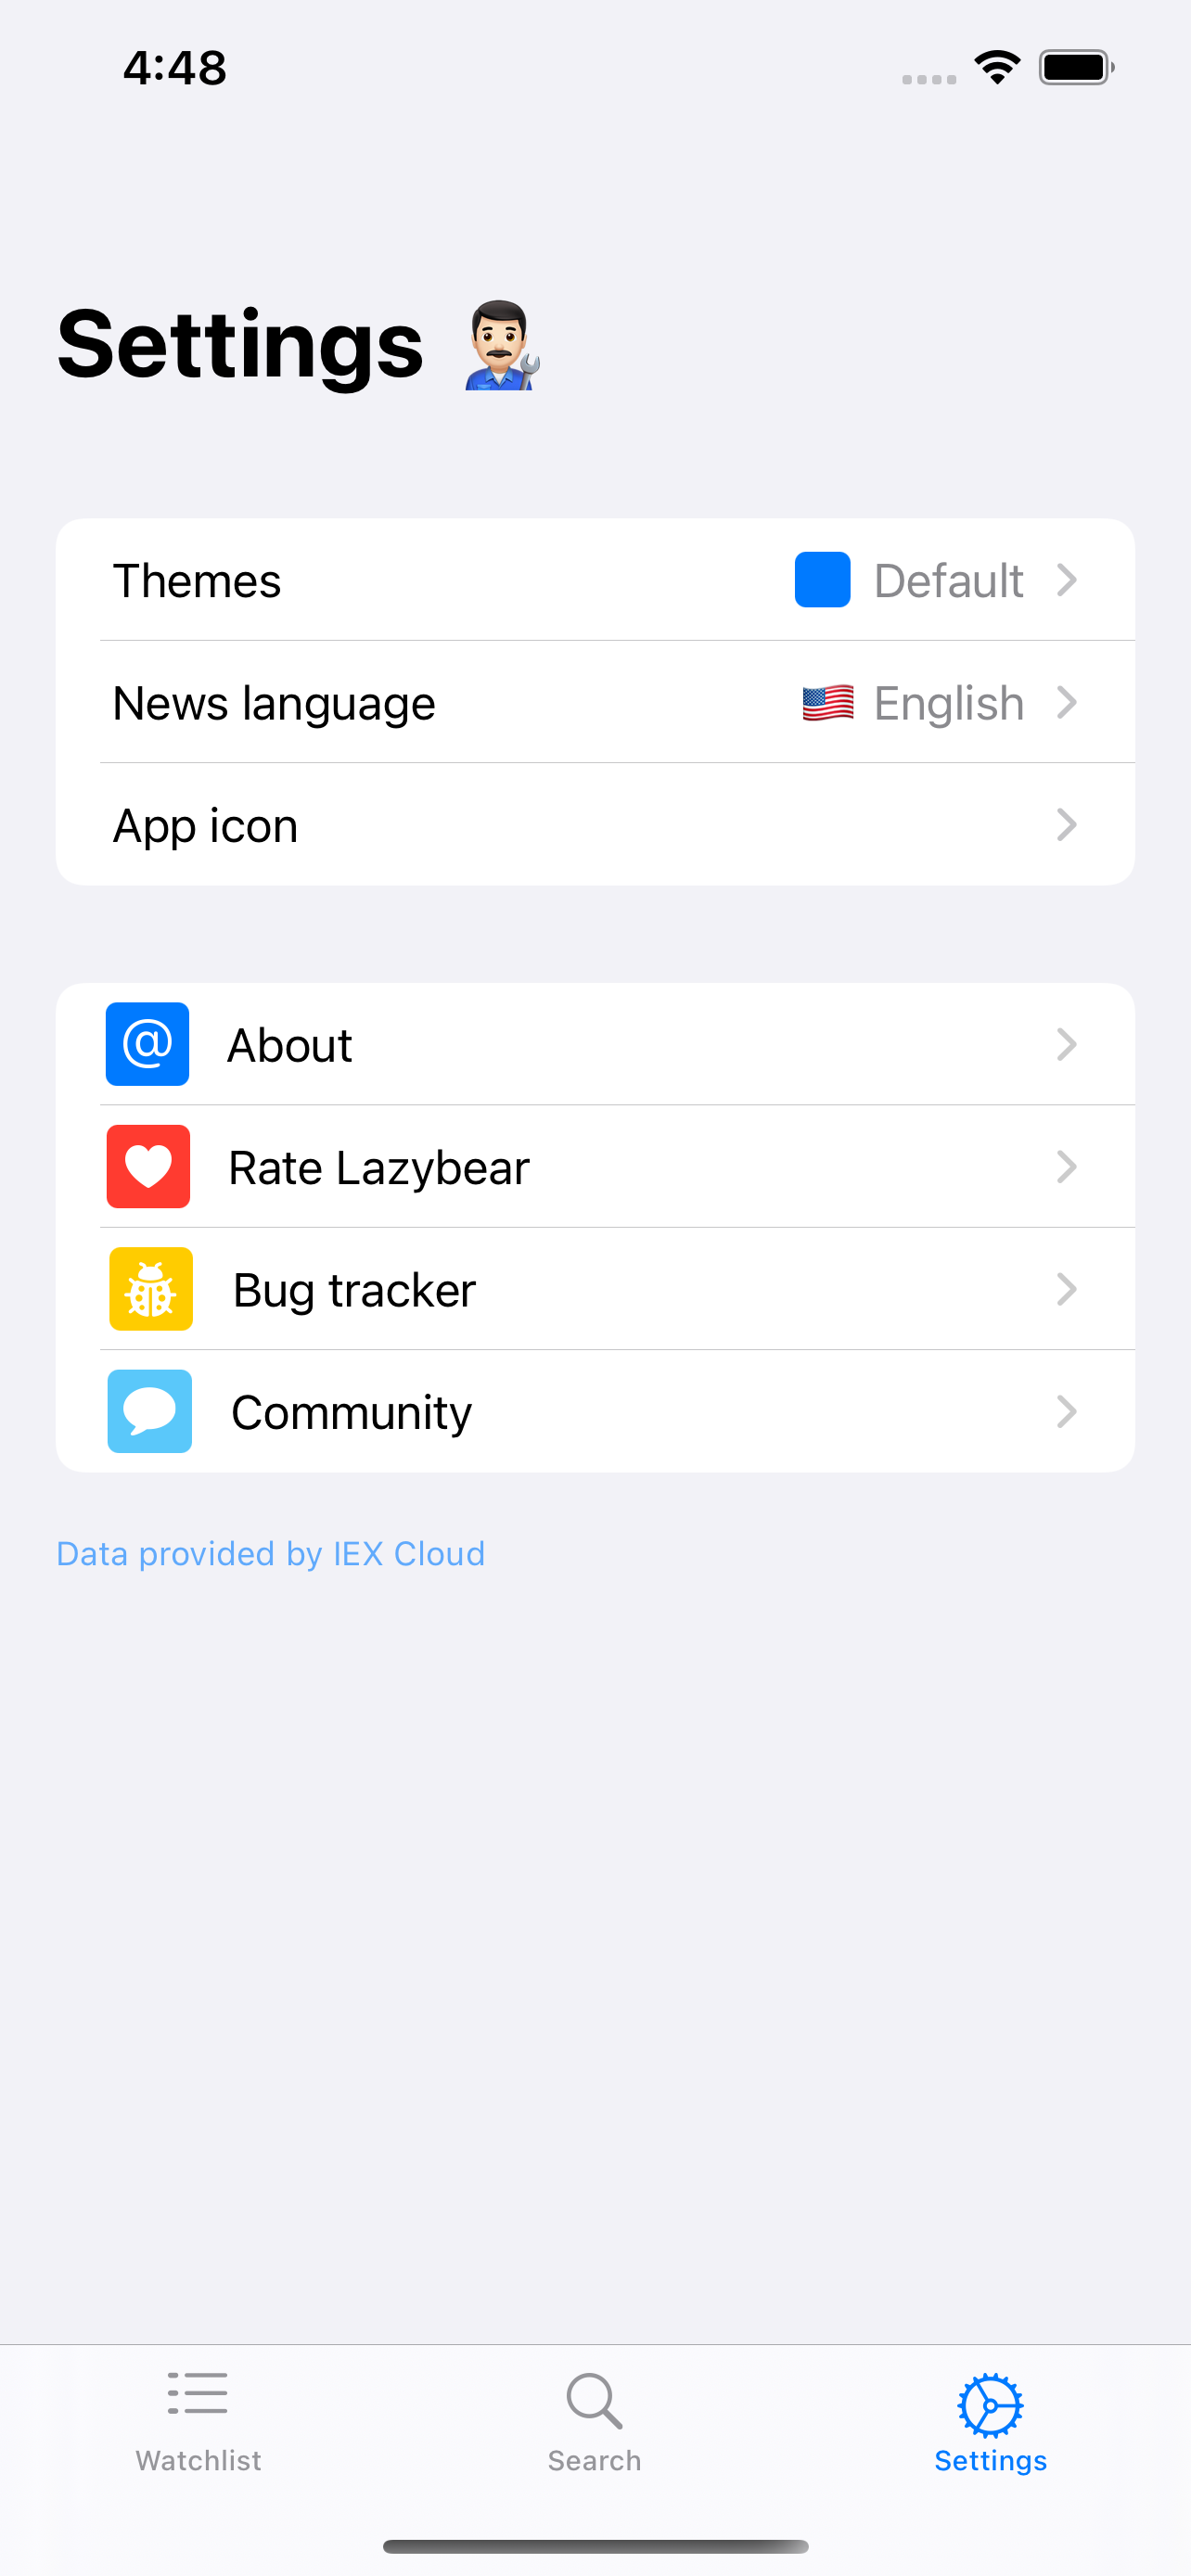 4:48
Settings
Themes Default
News language English
App icon
@ About
Rate Lazybear
Bug tracker
Community
Data provided by IEX Cloud
Watchlist Search Settings